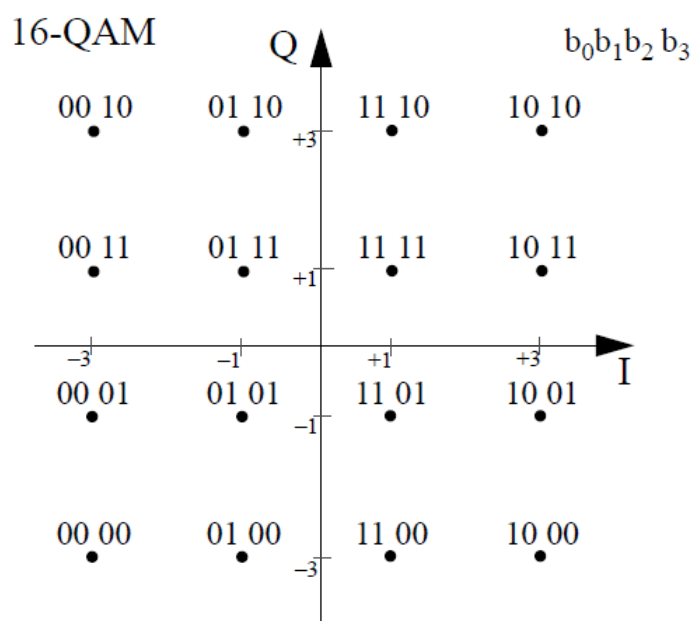 16-QAM
Q
b0b1b2 b3
00 10 01 10 11 10 10 10
+3
00 11 01 11 11 11 10 11
+1
−3 −1 +1 +3
I
00 01 01 01 11 01 10 01
−1
00 00 01 00 11 00 10 00
−3